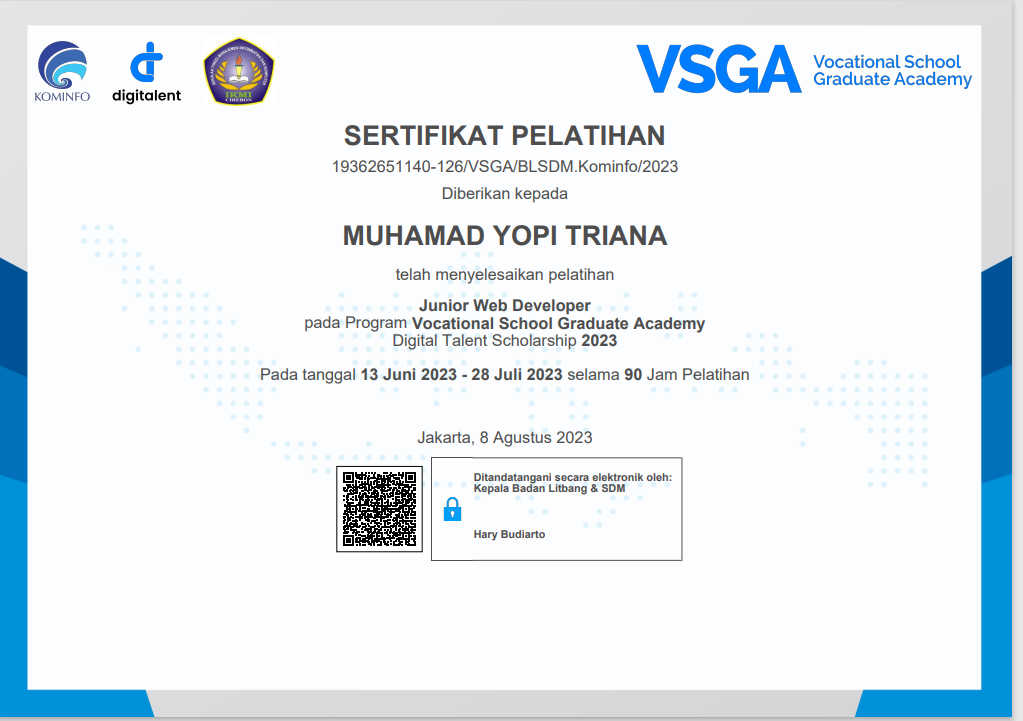 KOMINFO
digitalent
IKMI
CIREBON
VSGA
Vocational School
Graduate Academy
SERTIFIKAT PELATIHAN
19362651140-126/VSGA/BLSDM.Kominfo/2023
Diberikan kepada
MUHAMAD YOPI TRIANA
telah menyelesaikan pelatihan
Junior Web Developer
pada Program Vocational School Graduate Academy
Digital Talent Scholarship 2023
Pada tanggal 13 Juni 2023 - 28 Juli 2023 selama 90 Jam Pelatihan
Jakarta, 8 Agustus 2023
Ditandatangani secara elektronik oleh:
Kepala Badan Litbang & SDM
Hary Budiarto